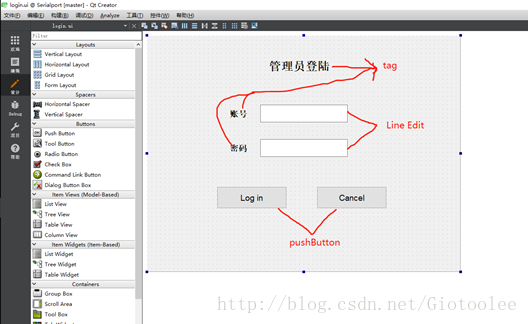 login.ui @ Serialport [master] - Qt Creator
文件(F) 编辑(E) 构建(B) 调试(D) Analyze 工具(T) 控件(W) 帮助(H)
login.ui
Filter
Layouts
Vertical Layout
Horizontal Layout
Grid Layout
Form Layout
Spacers
Horizontal Spacer
Vertical Spacer
Buttons
Push Button
Tool Button
Radio Button
Check Box
Command Link Button
Dialog Button Box
Item Views (Model-Based)
List View
Tree View
Table View
Column View
Item Widgets (Item-Based)
List Widget
Tree Widget
Table Widget
Containers
Group Box
Scroll Area
Tool Box
欢迎
编辑
设计
Debug
项目
帮助
管理员登陆
tag
账号
密码
Line Edit
Log in
Cancel
pushButton
http://blog.csdn.net/Giotoolee